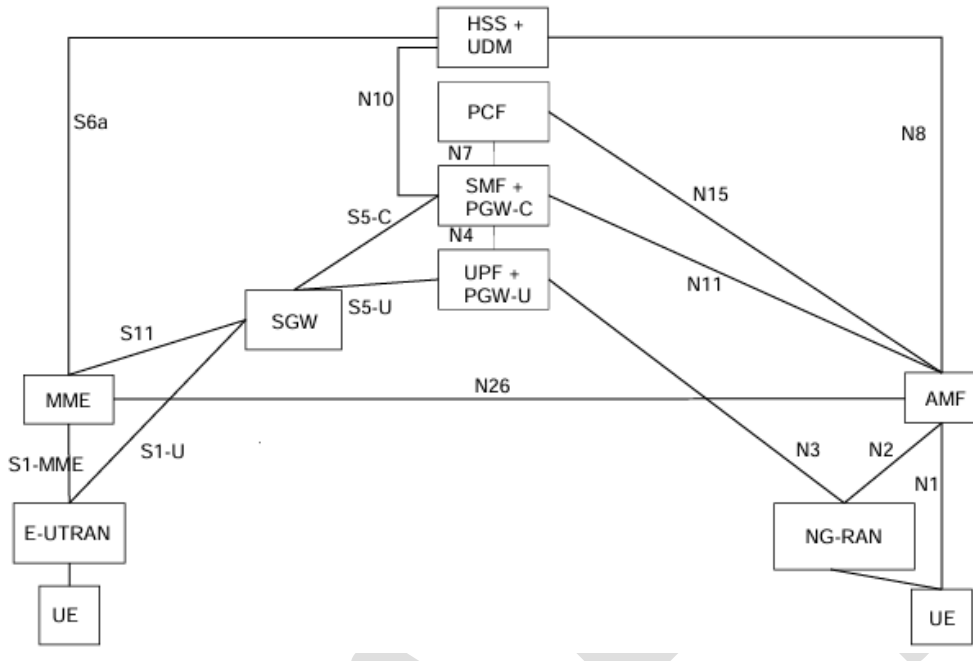 HSS +
UDM
N10
PCF
S6a
N8
N7
SMF +
PGW-C
N15
S5-C
N4
UPF +
PGW-U
N11
S5-U
SGW
S11
N26
MME
AMF
S1-U
N3
N2
S1-MME
N1
E-UTRAN
NG-RAN
UE
UE